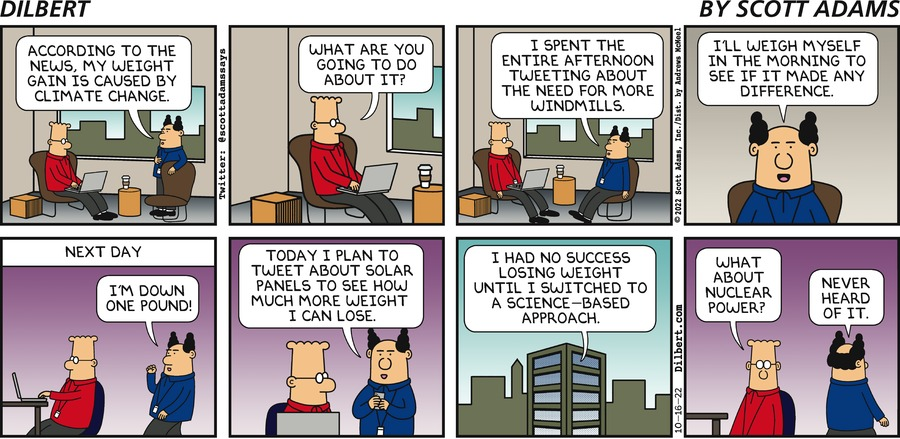 DILBERT
BY SCOTT ADAMS
ACCORDING TO THE
NEWS, MY WEIGHT
GAIN IS CAUSED BY
CLIMATE CHANGE.
Twitter: @scottadamssays
WHAT ARE YOU
GOING TO DO
ABOUT IT?
I SPENT THE
ENTIRE AFTERNOON
TWEETING ABOUT
THE NEED FOR MORE
WINDMILLS.
© 2022 Scott Adams, Inc./Dist. by Andrews McMeel
I'LL WEIGH MYSELF
IN THE MORNING TO
SEE IF IT MADE ANY
DIFFERENCE.
NEXT DAY
I'M DOWN
ONE POUND!
TODAY I PLAN TO
TWEET ABOUT SOLAR
PANELS TO SEE HOW
MUCH MORE WEIGHT
I CAN LOSE.
I HAD NO SUCCESS
LOSING WEIGHT
UNTIL I SWITCHED TO
A SCIENCE—BASED
APPROACH.
10-16-22 Dilbert.com
WHAT
ABOUT
NUCLEAR
POWER?
NEVER
HEARD
OF IT.